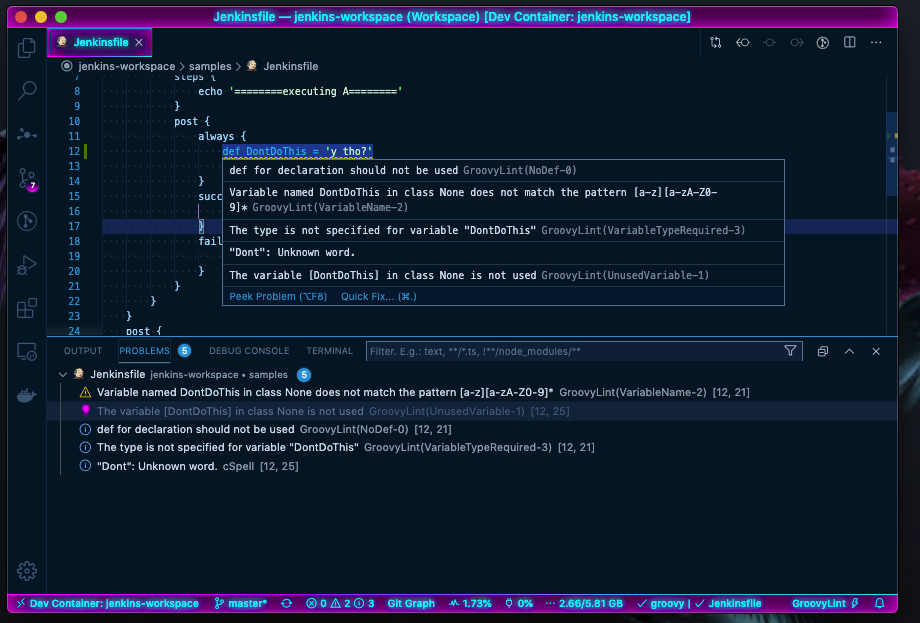 Jenkinsfile — jenkins-workspace (Workspace) [Dev Container: jenkins-workspace]
Jenkinsfile
jenkins-workspace > samples > Jenkinsfile
7 steps {
8 echo '========executing A========'
9 }
10 post {
11 always {
12 def DontDoThis = 'y tho?'
13
14 }
15 succ
16
17 }
18 fail
19
20 }
21 }
22 }
23 }
24 post {
def for declaration should not be used GroovyLint(NoDef-0)
Variable named DontDoThis in class None does not match the pattern [a-z][a-zA-Z0-
9]* GroovyLint(VariableName-2)
The type is not specified for variable "DontDoThis" GroovyLint(VariableTypeRequired-3)
"Dont": Unknown word.
The variable [DontDoThis] in class None is not used GroovyLint(UnusedVariable-1)
Peek Problem (⌥F8) Quick Fix... (⌘.)
7
OUTPUT PROBLEMS 5 DEBUG CONSOLE TERMINAL Filter. E.g.: text, **/*.ts, !**/node_modules/**
Jenkinsfile jenkins-workspace • samples 5
Variable named DontDoThis in class None does not match the pattern [a-z][a-zA-Z0-9]* GroovyLint(VariableName-2) [12, 21]
The variable [DontDoThis] in class None is not used GroovyLint(UnusedVariable-1) [12, 25]
def for declaration should not be used GroovyLint(NoDef-0) [12, 21]
The type is not specified for variable "DontDoThis" GroovyLint(VariableTypeRequired-3) [12, 21]
"Dont": Unknown word. cSpell [12, 25]
Dev Container: jenkins-workspace master* 0 2 3 Git Graph 1.73% 0% 2.66/5.81 GB groovy | Jenkinsfile GroovyLint